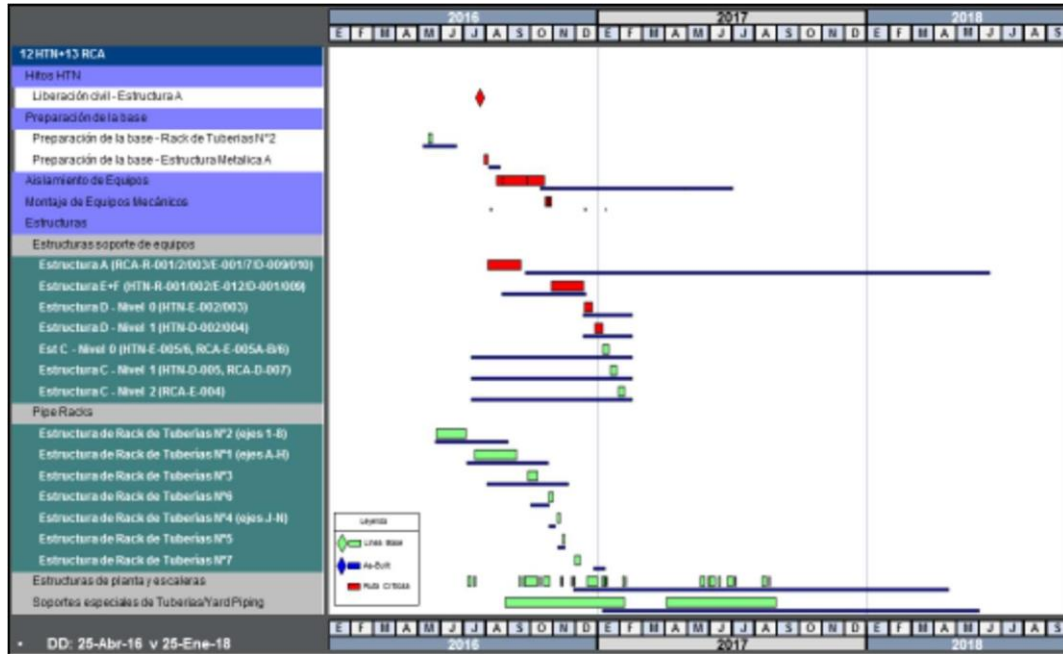 2016 2017 2018
E F M A M J J A S O N D E F M A M J J A S O N D E F M A M J J A S
12 HTN+13 RCA
Hitos HTN
Liberación civil - Estructura A
Preparación de la base
Preparación de la base - Rack de Tuberias N°2
Preparación de la base - Estructura Metalica A
Aislamiento de Equipos
Montaje de Equipos Mecánicos
Estructuras
Estructuras soporte de equipos
Estructura A (RCA-R-001/2/003/E-001/7/D-009/010)
Estructura E+F (HTN-R-001/002/E-012/D-001/009)
Estructura D - Nivel 0 (HTN-E-002/003)
Estructura D - Nivel 1 (HTN-D-002/004)
Est C - Nivel 0 (HTN-E-005/6, RCA-E-005A-B/6)
Estructura C - Nivel 1 (HTN-D-005, RCA-D-007)
Estructura C - Nivel 2 (RCA-E-004)
Pipe Racks
Estructura de Rack de Tuberias N°2 (ejes 1-8)
Estructura de Rack de Tuberias N°1 (ejes A-H)
Estructura de Rack de Tuberias N°3
Estructura de Rack de Tuberias N°6
Estructura de Rack de Tuberias N°4 (ejes J-N)
Estructura de Rack de Tuberias N°5
Estructura de Rack de Tuberias N°7
Estructuras de planta y escaleras
Soportes especiales de Tuberias/Yard Piping
Leyenda
Linea Base
As-Built
Ruta Critica
E F M A M J J A S O N D E F M A M J J A S O N D E F M A M J J A S
2016 2017 2018
• DD: 25-Abr-16 v 25-Ene-18